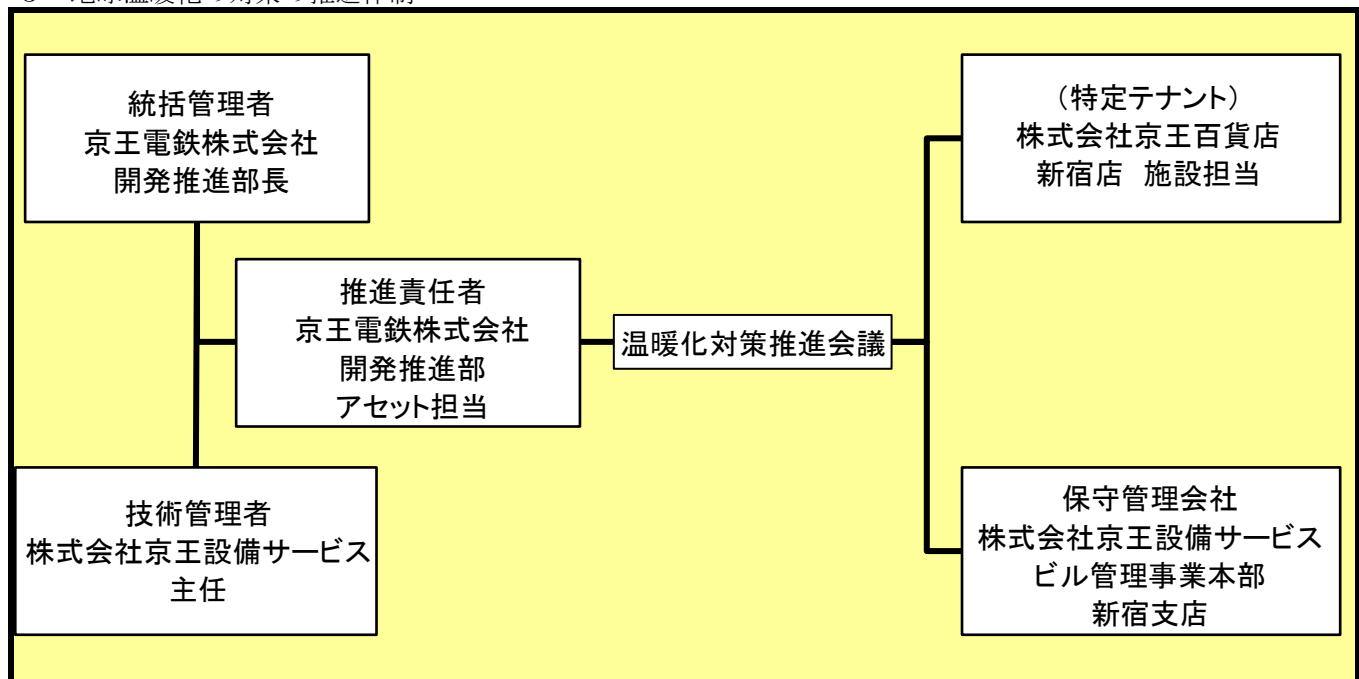 統括管理者
京王電鉄株式会社
開発推進部長
推進責任者
京王電鉄株式会社
開発推進部
アセット担当
技術管理者
株式会社京王設備サービス
主任
温暖化対策推進会議
（特定テナント）
株式会社京王百貨店
新宿店　施設担当
保守管理会社
株式会社京王設備サービス
ビル管理事業本部
新宿支店